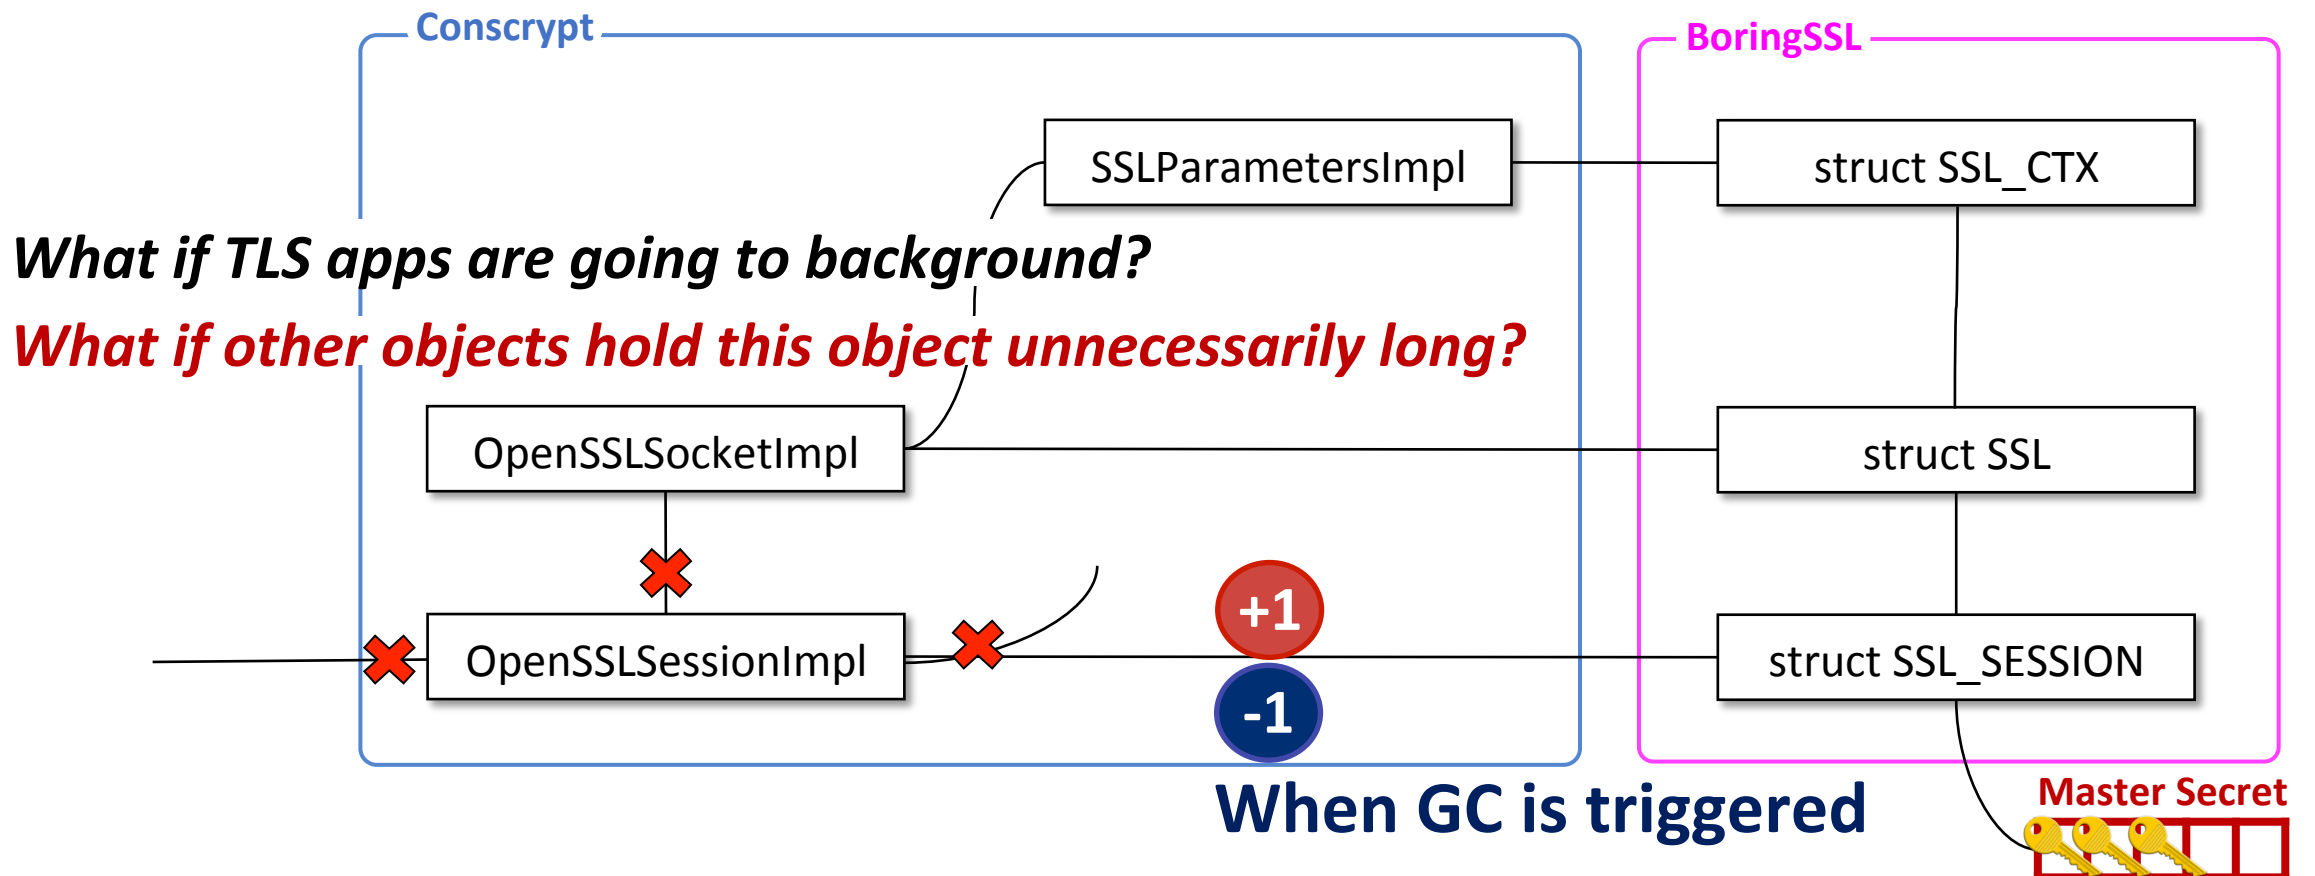 Conscrypt
BoringSSL
SSLParametersImpl
struct SSL_CTX
What if TLS apps are going to background?
What if other objects hold this object unnecessarily long?
OpenSSLSocketImpl
struct SSL
+1
OpenSSLSessionImpl
struct SSL_SESSION
-1
When GC is triggered
Master Secret